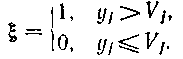 ξ = { 1, y_j > V_j,
0, y_j ⩽ V_j.